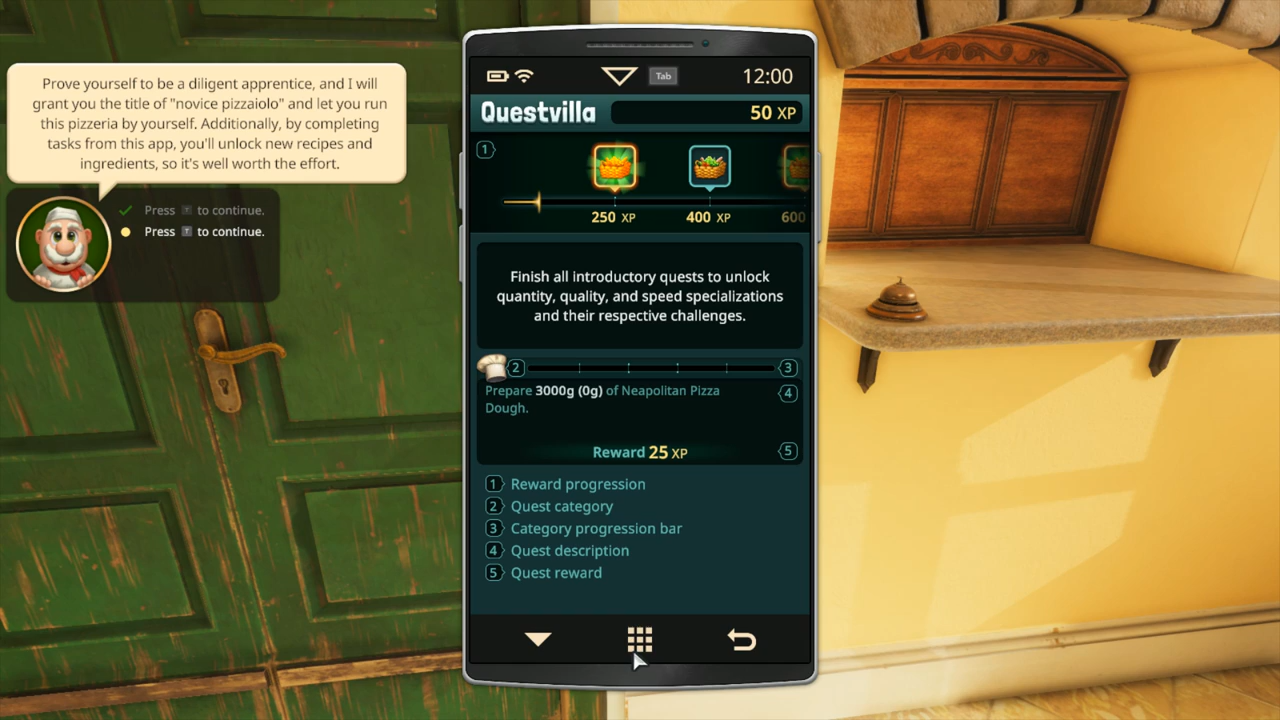 Prove yourself to be a diligent apprentice, and I will
grant you the title of "novice pizzaiolo" and let you run
this pizzeria by yourself. Additionally, by completing
tasks from this app, you'll unlock new recipes and
ingredients, so it's well worth the effort.
Press T to continue.
Press T to continue.
Tab
12:00
Questvilla
50 XP
1
250 XP
400 XP
600
Finish all introductory quests to unlock
quantity, quality, and speed specializations
and their respective challenges.
2
3
Prepare 3000g (0g) of Neapolitan Pizza
Dough.
4
Reward 25 XP
5
1 Reward progression
2 Quest category
3 Category progression bar
4 Quest description
5 Quest reward